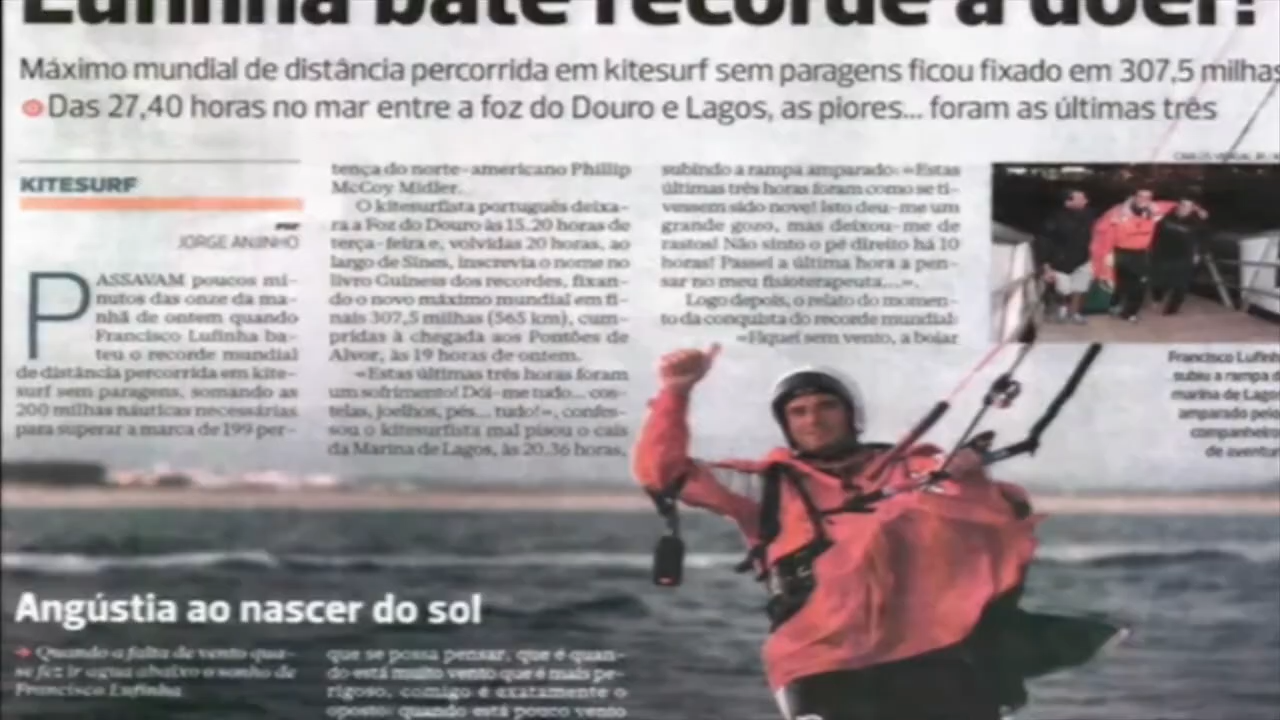 Lufinha bate recorde a doer!
Máximo mundial de distância percorrida em kitesurf sem paragens ficou fixado em 307,5 milhas
Das 27,40 horas no mar entre a foz do Douro e Lagos, as piores... foram as últimas três
KITESURF
POR
JORGE ANJINHO
PASSAVAM poucos mi-
nutos das onze da ma-
nhã de ontem quando
Francisco Lufinha ba-
teu o recorde mundial
de distância percorrida em kite-
surf sem paragens, somando as
200 milhas náuticas necessárias
para superar a marca de 199 per-
tença do norte-americano Phillip
McCoy Midler.
O kitesurfista português deixa-
ra a Foz do Douro às 15.20 horas de
terça-feira e, volvidas 20 horas, ao
largo de Sines, inscrevia o nome no
livro Guiness dos recordes, fixan-
do o novo máximo mundial em fi-
nais 307,5 milhas (565 km), cum-
pridas à chegada aos Pontões de
Alvor, às 19 horas de ontem.
«Estas últimas três horas foram
um sofrimento! Dói-me tudo... cos-
telas, joelhos, pés... tudo!», confes-
sou o kitesurfista mal pisou o cais
da Marina de Lagos, às 20.36 horas,
subindo a rampa amparado: «Estas
últimas três horas foram como se ti-
vessem sido nove! Isto deu-me um
grande gozo, mas deixou-me de
rastos! Não sinto o pé direito há 10
horas! Passei a última hora a pen-
sar no meu fisioterapeuta...».
Logo depois, o relato do momen-
to da conquista do recorde mundial:
«Fiquei sem vento, a boiar
Francisco Lufinh
subiu a rampa d
marina de Lagos
amparado pelo
companheiro
de aventur
Angústia ao nascer do sol
Quando a falta de vento qua-
se fez ir agua abaixo o sonho de
Francisco Lufinha
que se possa pensar, que é quan-
do está muito vento que é mais pe-
rigoso, comigo é exatamente o
oposto: quando está pouco vento